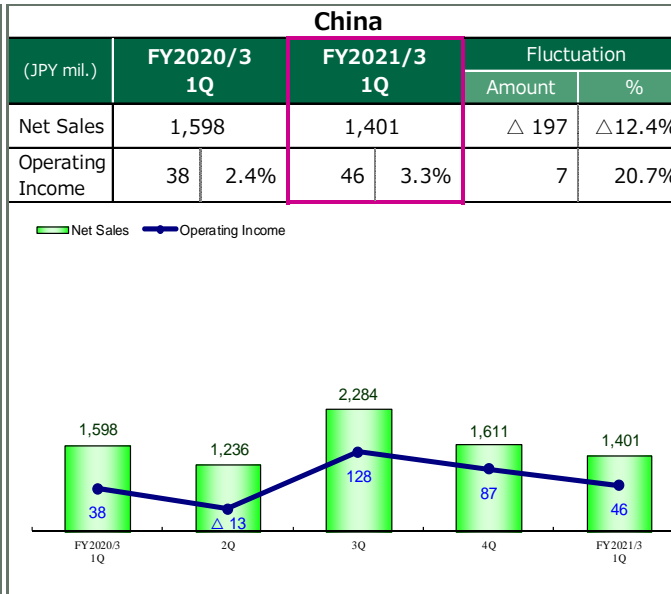 China
(JPY mil.) FY2020/3 1Q FY2021/3 1Q Fluctuation
Amount %
Net Sales 1,598 1,401 △ 197 △12.4%
Operating Income 38 2.4% 46 3.3% 7 20.7%
Net Sales Operating Income
2,284
1,598 1,611
1,236 1,401
128
87
38 46
△ 13
FY2020/3 2Q 3Q 4Q FY2021/3
1Q 1Q